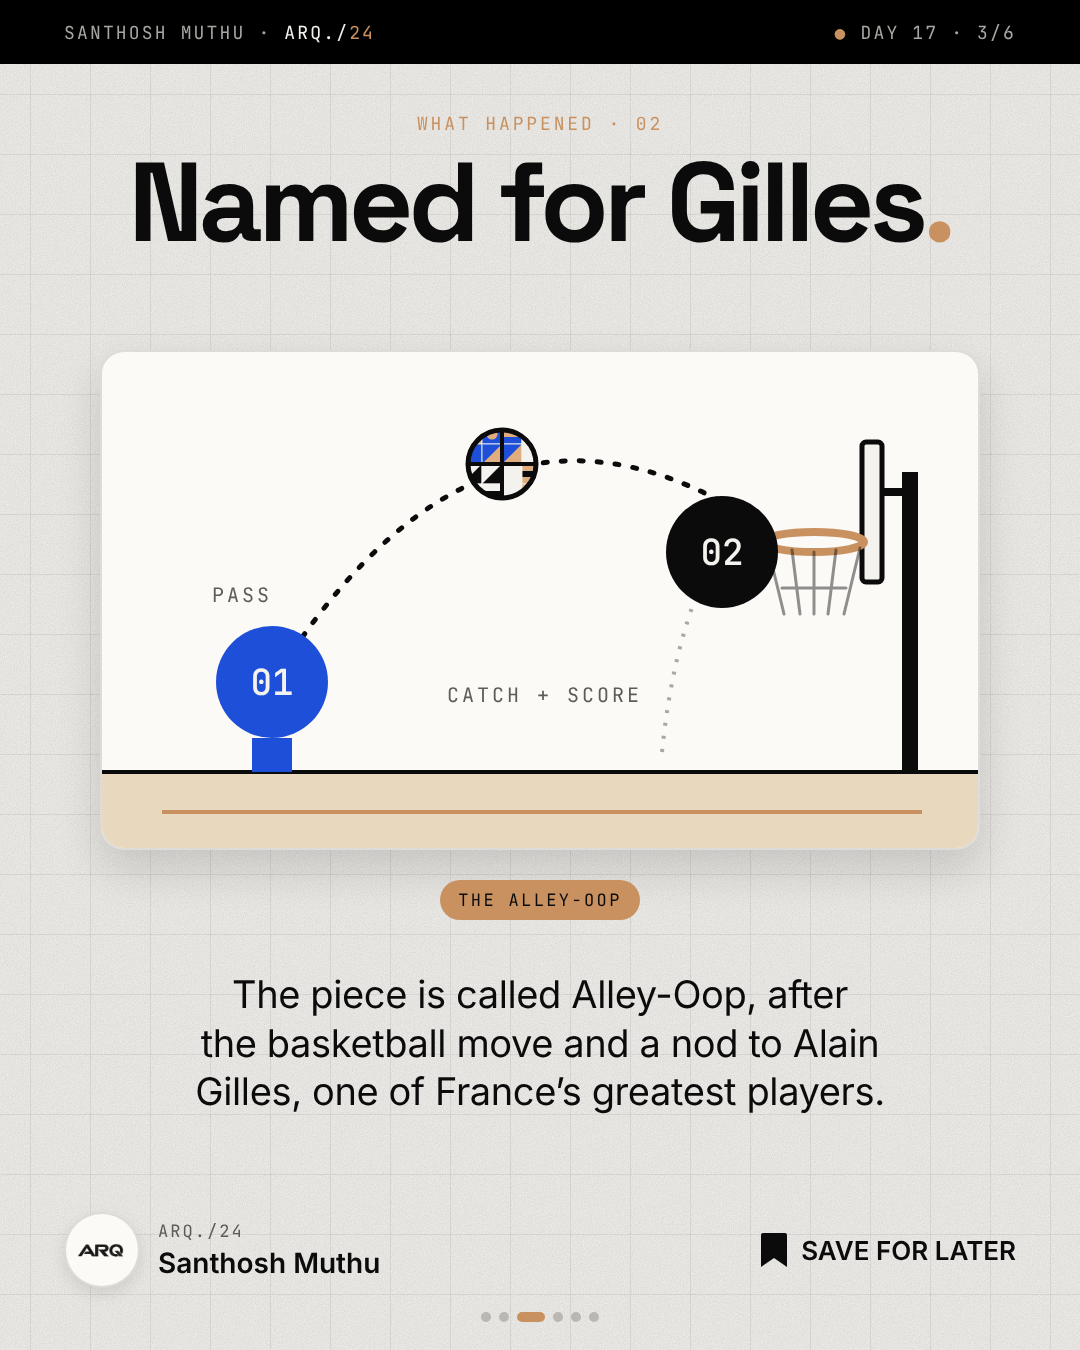 SANTHOSH MUTHU · ARQ./24
DAY 17 · 3/6
WHAT HAPPENED · 02
Named for Gilles.
02
PASS
01
CATCH + SCORE
THE ALLEY-OOP
The piece is called Alley-Oop, after
the basketball move and a nod to Alain
Gilles, one of France’s greatest players.
ARQ
ARQ./24
Santhosh Muthu
SAVE FOR LATER